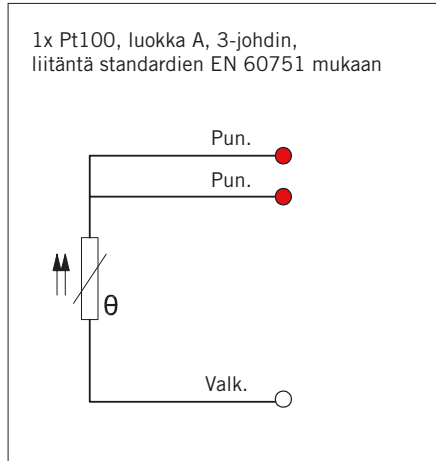 1x Pt100, luokka A, 3-johdin,
liitäntä standardien EN 60751 mukaan
Pun.
Pun.
θ
Valk.